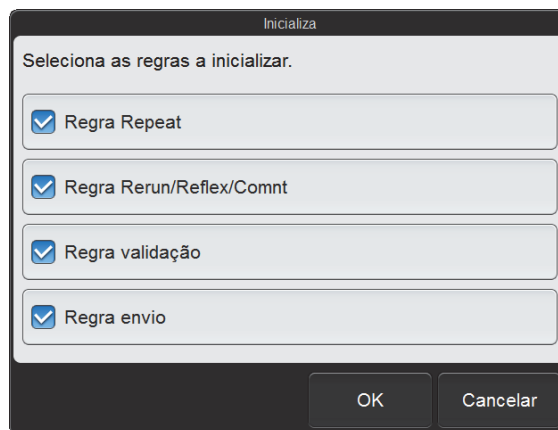 Inicializa
Seleciona as regras a inicializar.
Regra Repeat
Regra Rerun/Reflex/Comnt
Regra validação
Regra envio
OK
Cancelar